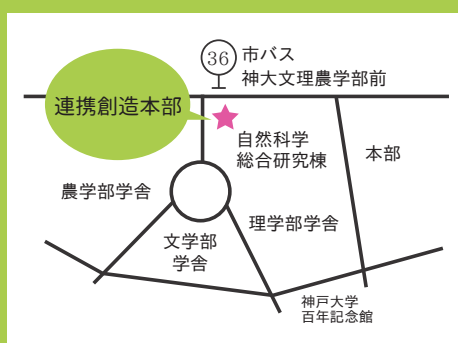 36
市バス
神大文理農学部前
連携創造本部
自然科学
総合研究棟
本部
農学部学舎
理学部学舎
文学部
学舎
神戸大学
百年記念館